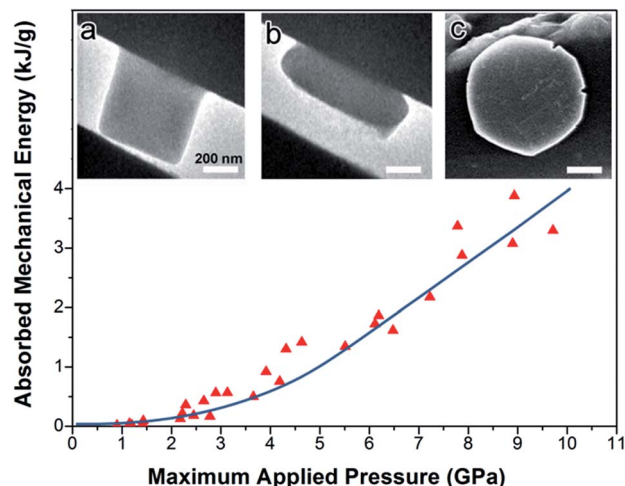 a
b
c
200 nm
Absorbed Mechanical Energy (kJ/g)
4
3
2
1
0
0 1 2 3 4 5 6 7 8 9 10 11
Maximum Applied Pressure (GPa)